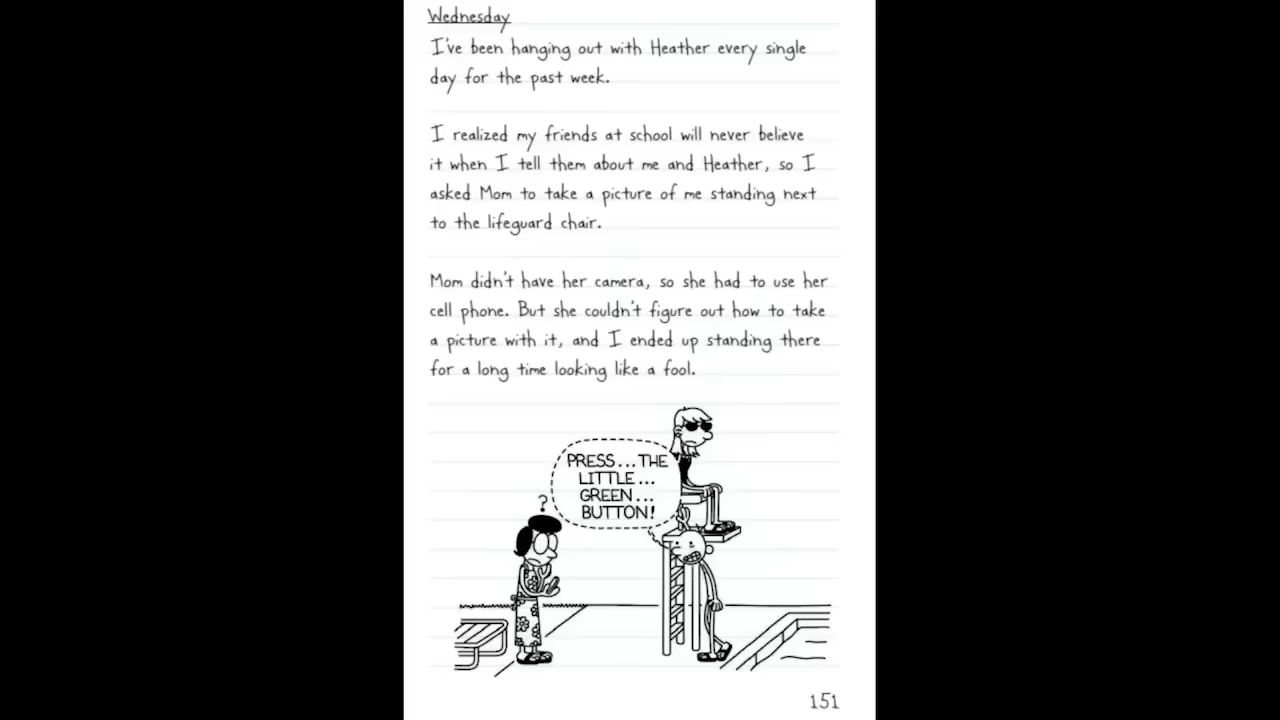 Wednesday
I've been hanging out with Heather every single
day for the past week.
I realized my friends at school will never believe
it when I tell them about me and Heather, so I
asked Mom to take a picture of me standing next
to the lifeguard chair.
Mom didn't have her camera, so she had to use her
cell phone. But she couldn't figure out how to take
a picture with it, and I ended up standing there
for a long time looking like a fool.
PRESS...THE
LITTLE...
GREEN...
BUTTON!
?
151